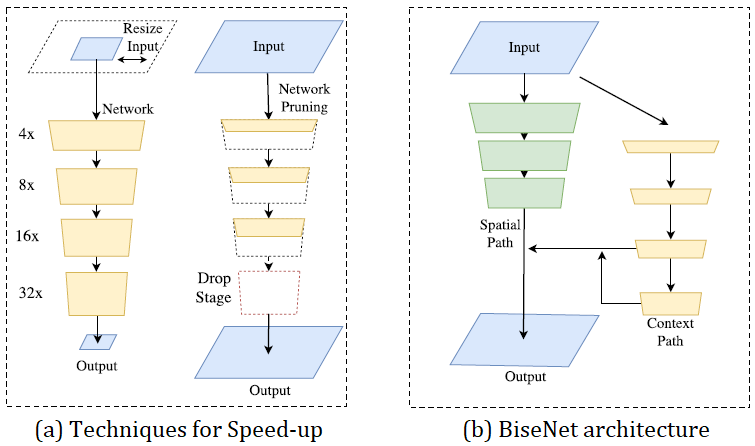 Resize
Input
Network
4x
8x
16x
32x
Output
Input
Network
Pruning
Drop
Stage
Output
(a) Techniques for Speed-up
Input
Spatial
Path
Context
Path
Output
(b) BiseNet architecture